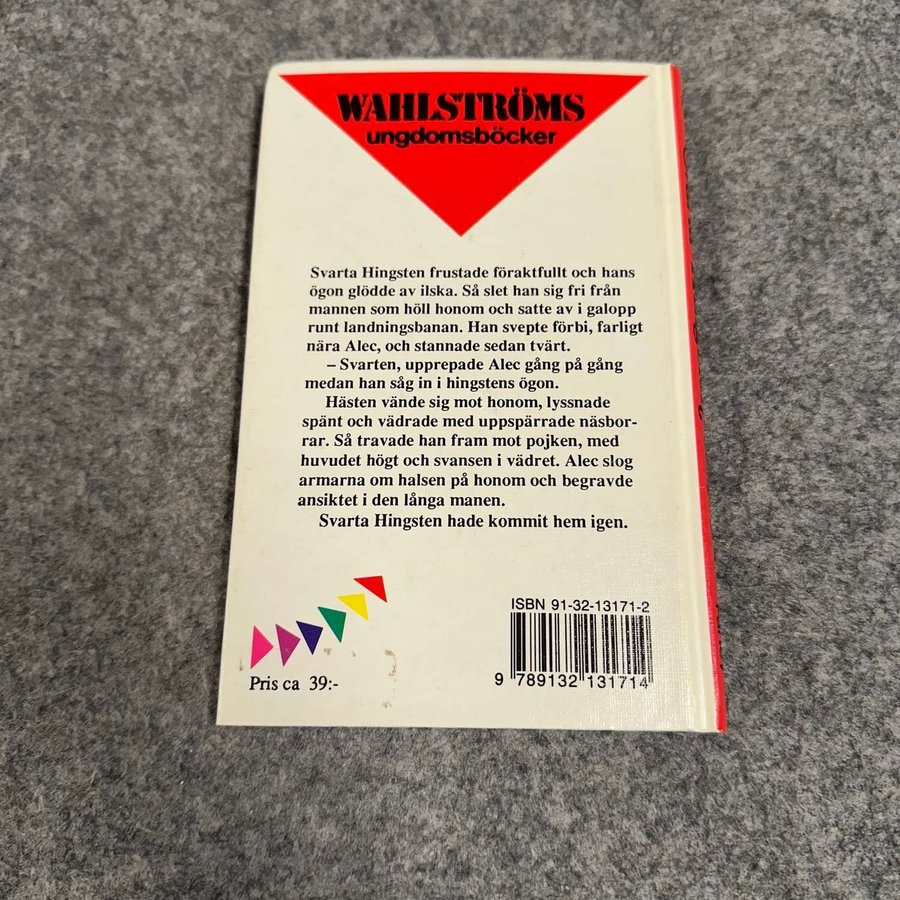 WAHLSTRÖMS
ungdomsböcker
Svarta Hingsten frustade föraktfullt och hans
ögon glödde av ilska. Så slet han sig fri från
mannen som höll honom och satte av i galopp
runt landningsbanan. Han svepte förbi, farligt
nära Alec, och stannade sedan tvärt.
– Svarten, upprepade Alec gång på gång
medan han såg in i hingstens ögon.
Hästen vände sig mot honom, lyssnade
spänt och vädrade med uppspärrade näsbor-
rar. Så travade han fram mot pojken, med
huvudet högt och svansen i vädret. Alec slog
armarna om halsen på honom och begravde
ansiktet i den långa manen.
Svarta Hingsten hade kommit hem igen.
Pris ca 39:-
ISBN 91-32-13171-2
9 789132 131714